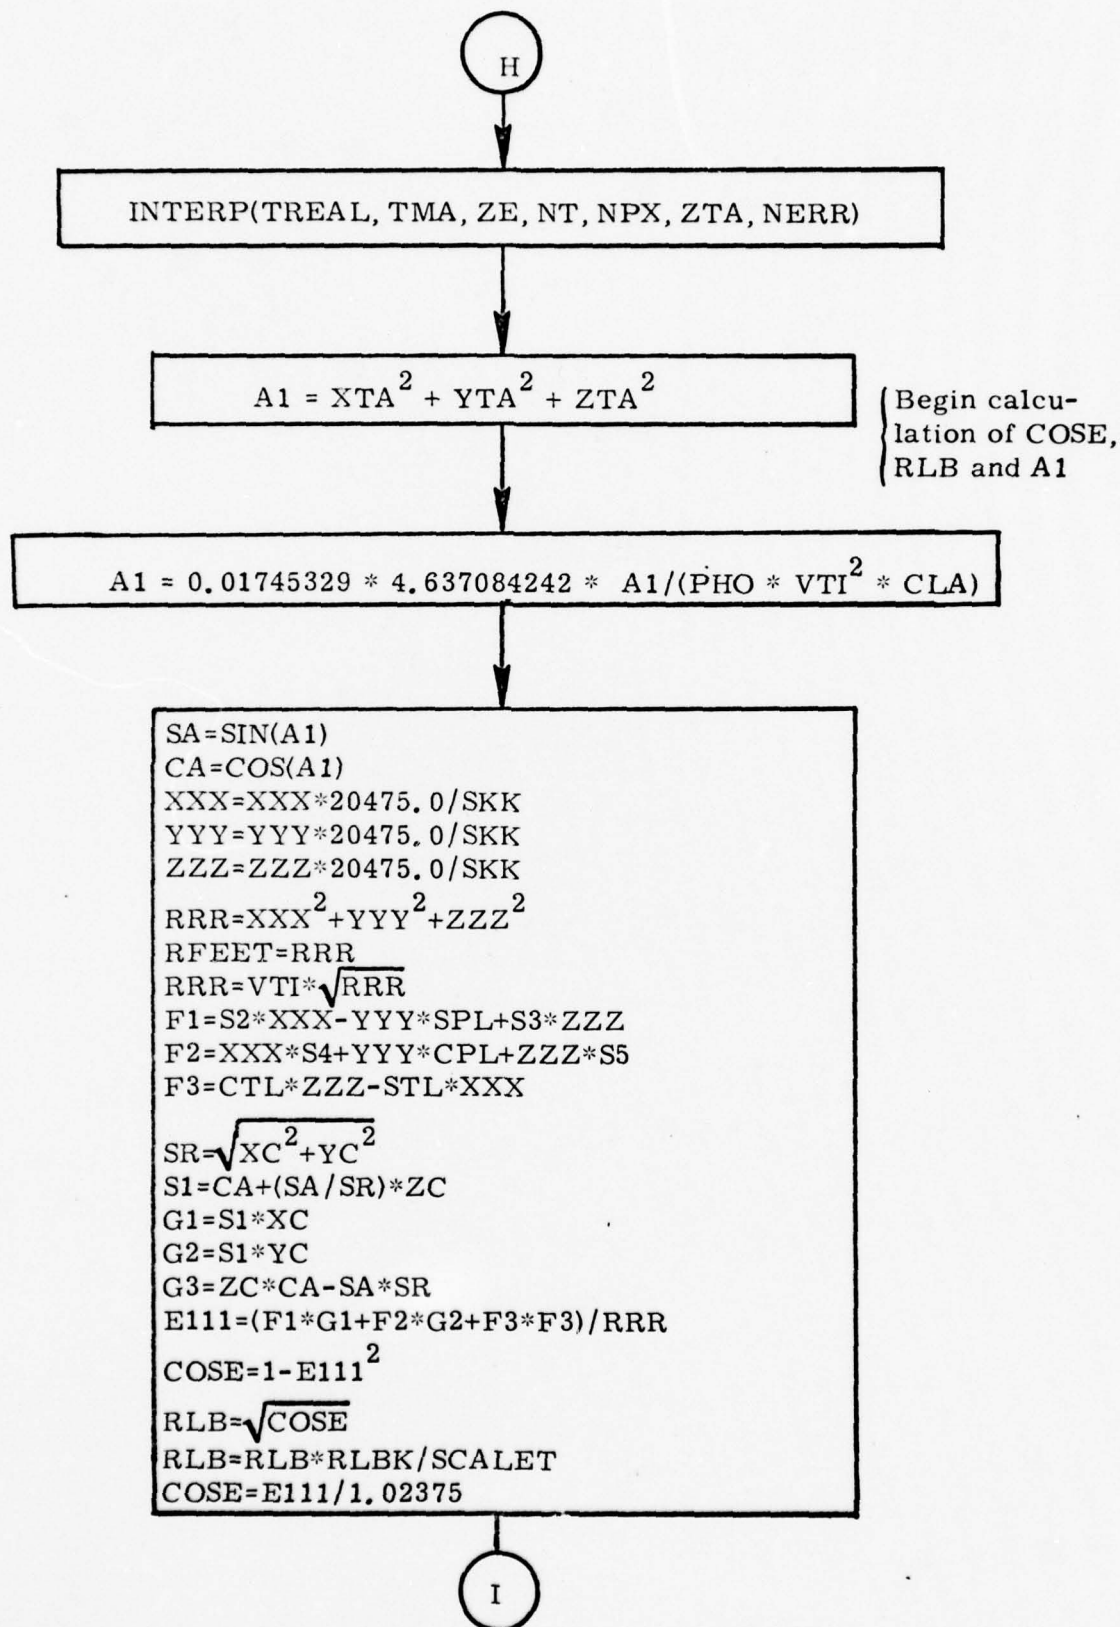 H
INTERP(TREAL, TMA, ZE, NT, NPX, ZTA, NERR)
A1 = XTA² + YTA² + ZTA²
Begin calcu-
lation of COSE,
RLB and A1
A1 = 0.01745329 * 4.637084242 * A1/(PHO * VTI² * CLA)
SA=SIN(A1)
CA=COS(A1)
XXX=XXX*20475.0/SKK
YYY=YYY*20475.0/SKK
ZZZ=ZZZ*20475.0/SKK
RRR=XXX²+YYY²+ZZZ²
RFEET=RRR
RRR=VTI*√RRR
F1=S2*XXX-YYY*SPL+S3*ZZZ
F2=XXX*S4+YYY*CPL+ZZZ*S5
F3=CTL*ZZZ-STL*XXX
SR=√XC²+YC²
S1=CA+(SA/SR)*ZC
G1=S1*XC
G2=S1*YC
G3=ZC*CA-SA*SR
E111=(F1*G1+F2*G2+F3*F3)/RRR
COSE=1-E111²
RLB=√COSE
RLB=RLB*RLBK/SCALET
COSE=E111/1.02375
I